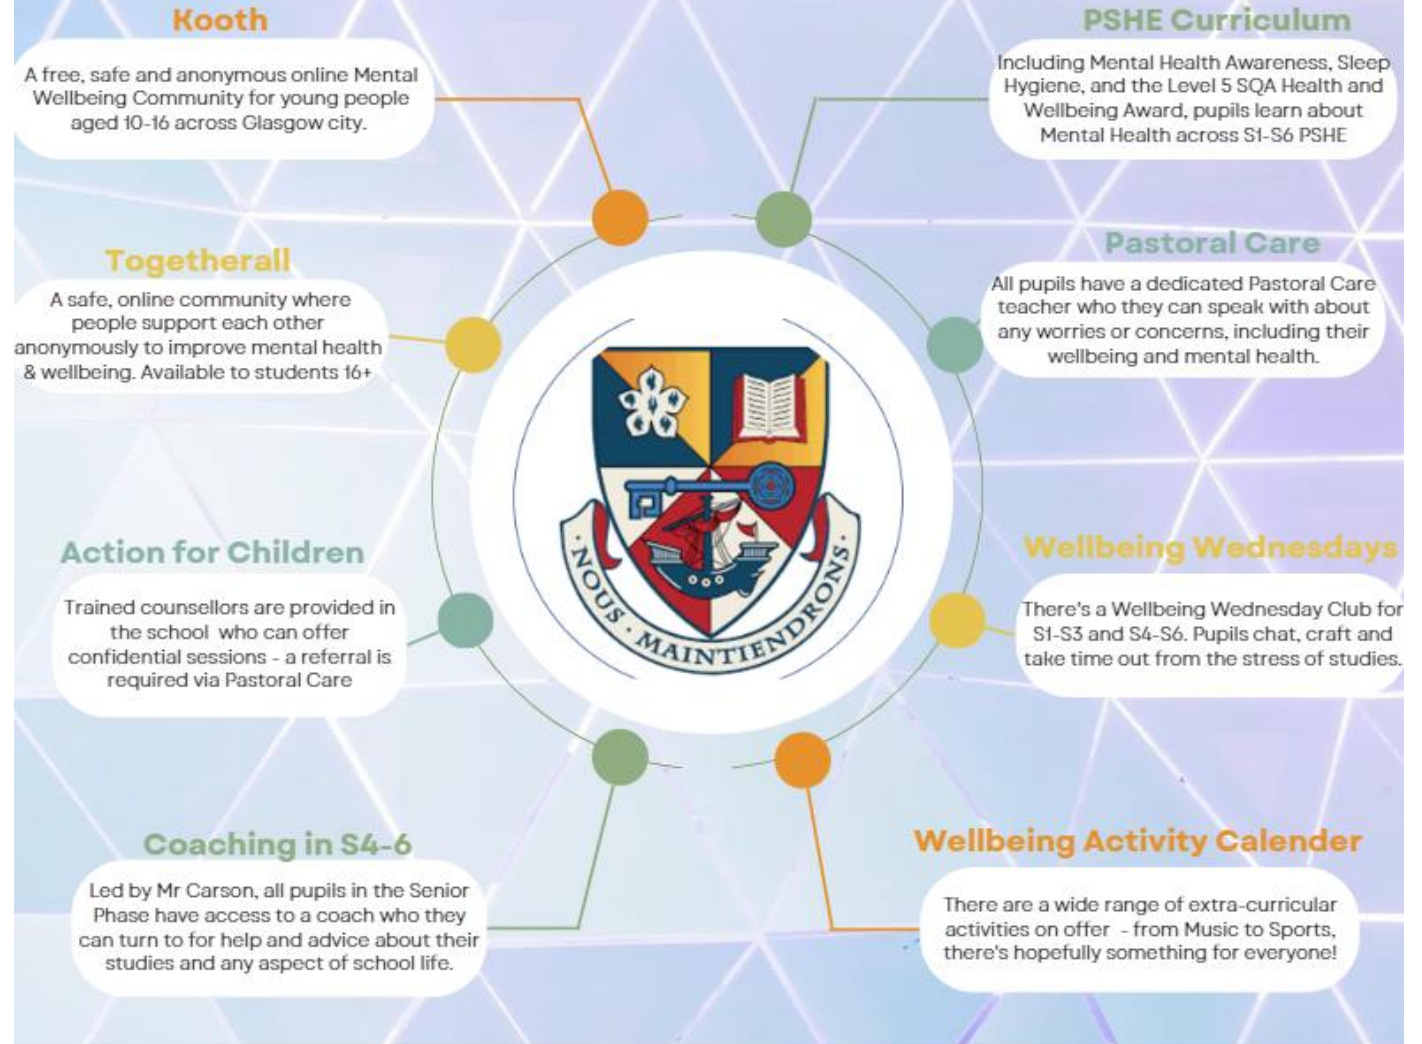 Kooth
A free, safe and anonymous online Mental
Wellbeing Community for young people
aged 10-16 across Glasgow city.
Togetherall
A safe, online community where
people support each other
anonymously to improve mental health
& wellbeing. Available to students 16+
Action for Children
Trained counsellors are provided in
the school who can offer
confidential sessions - a referral is
required via Pastoral Care
Coaching in S4-6
Led by Mr Carson, all pupils in the Senior
Phase have access to a coach who they
can turn to for help and advice about their
studies and any aspect of school life.
· NOUS · MAINTIENDRONS ·
PSHE Curriculum
Including Mental Health Awareness, Sleep
Hygiene, and the Level 5 SQA Health and
Wellbeing Award, pupils learn about
Mental Health across S1-S6 PSHE
Pastoral Care
All pupils have a dedicated Pastoral Care
teacher who they can speak with about
any worries or concerns, including their
wellbeing and mental health.
Wellbeing Wednesdays
There's a Wellbeing Wednesday Club for
S1-S3 and S4-S6. Pupils chat, craft and
take time out from the stress of studies.
Wellbeing Activity Calender
There are a wide range of extra-curricular
activities on offer - from Music to Sports,
there's hopefully something for everyone!